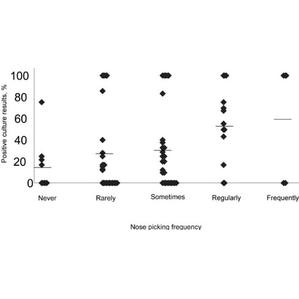 Positive culture results, %
100
80
60
40
20
0
Never
Rarely
Sometimes
Regularly
Frequently
Nose picking frequency